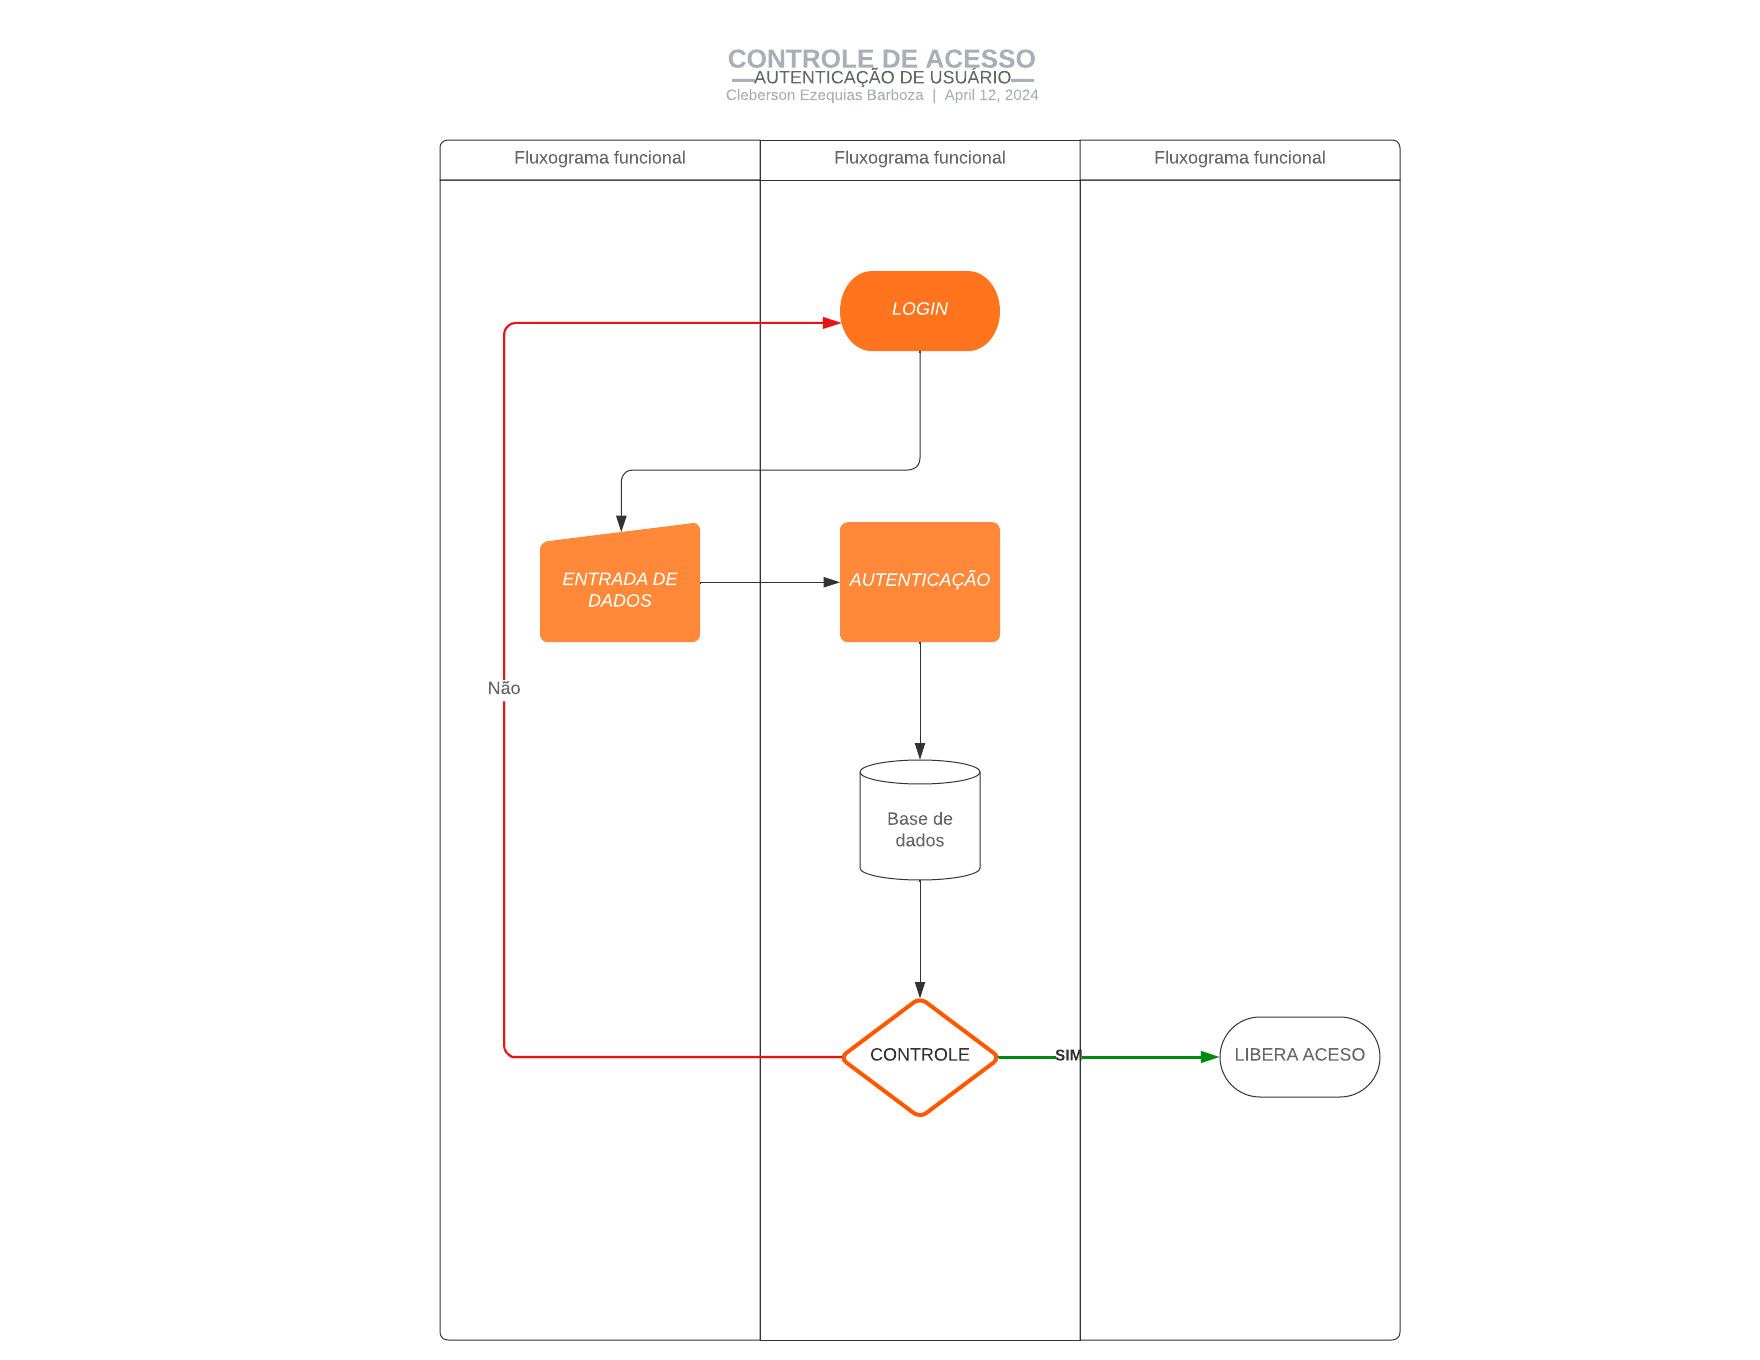 CONTROLE DE ACESSO
AUTENTICAÇÃO DE USUÁRIO
Cleberson Ezequias Barboza | April 12, 2024
Fluxograma funcional
Fluxograma funcional
Fluxograma funcional
LOGIN
ENTRADA DE
DADOS
AUTENTICAÇÃO
Não
Base de
dados
CONTROLE
SIM
LIBERA ACESO